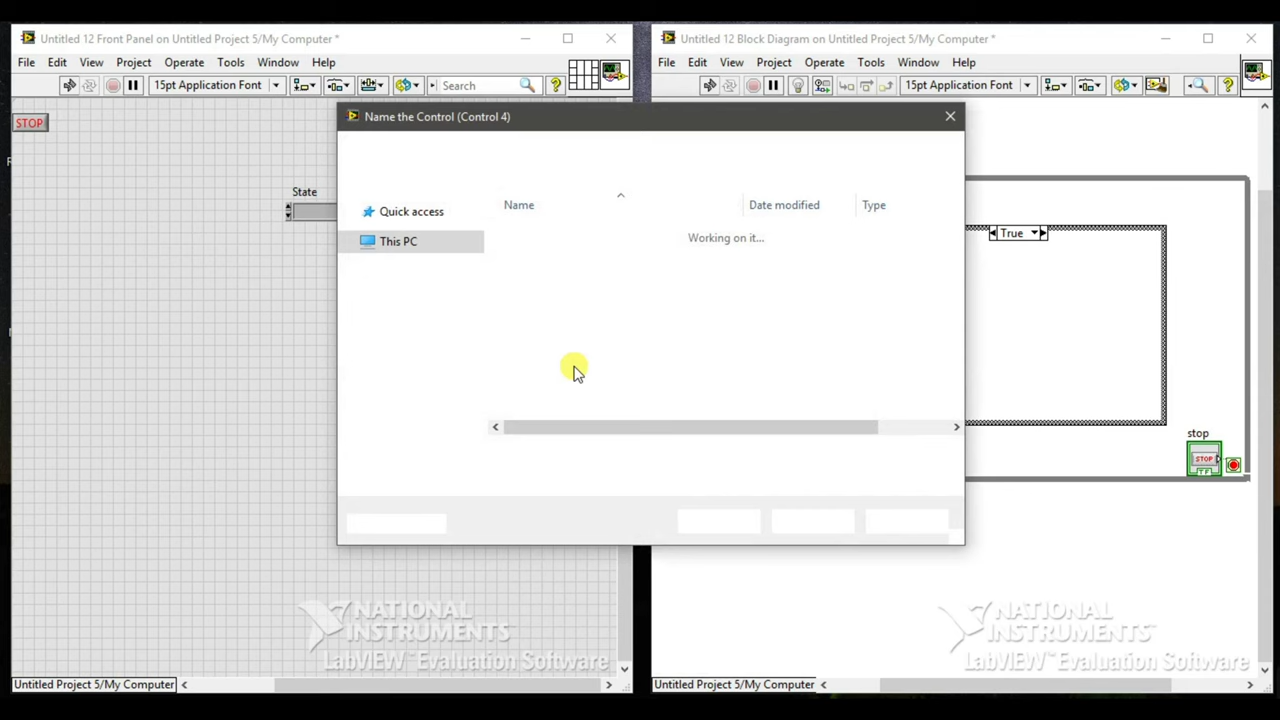 Untitled 12 Front Panel on Untitled Project 5/My Computer *
File Edit View Project Operate Tools Window Help
15pt Application Font
Search
STOP
State
Untitled Project 5/My Computer
NATIONAL INSTRUMENTS
LabVIEW™ Evaluation Software
Name the Control (Control 4)
Quick access
This PC
Name Date modified Type
Working on it...
Untitled 12 Block Diagram on Untitled Project 5/My Computer *
File Edit View Project Operate Tools Window Help
15pt Application Font
True
stop
STOP
TF
NATIONAL INSTRUMENTS
LabVIEW™ Evaluation Software
Untitled Project 5/My Computer